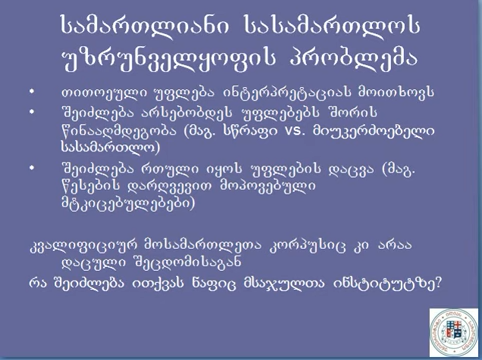 სამართლიანი სასამართლოს
უზრუნველყოფის პრობლემა
• თითოეული უფლება ინტერპრეტაციას მოითხოვს
• შეიძლება არსებობდეს უფლებებს შორის
წინააღმდეგობა (მაგ. სწრაფი vs. მიუკერძოებელი
სასამართლო)
• შეიძლება რთული იყოს უფლების დაცვა (მაგ.
წესების დარღვევით მოპოვებული
მტკიცებულებები)
კვალიფიციურ მოსამართლეთა კორპუსიც კი არაა
დაცული შეცდომისაგან
რა შეიძლება ითქვას ნაფიც მსაჯულთა ინსტიტუტზე?